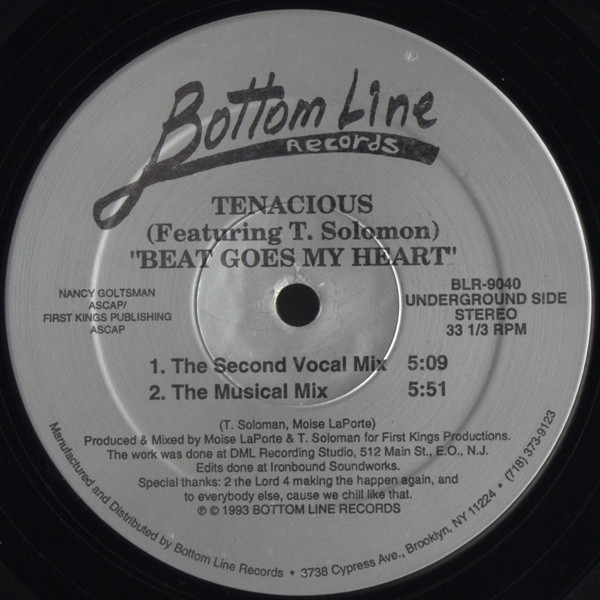 Bottom Line
Records
TENACIOUS
(Featuring T. Solomon)
"BEAT GOES MY HEART"
NANCY GOLTSMAN
ASCAP/
FIRST KINGS PUBLISHING
ASCAP
BLR-9040
UNDERGROUND SIDE
STEREO
33 1/3 RPM
1. The Second Vocal Mix 5:09
2. The Musical Mix 5:51
(T. Soloman, Moise LaPorte)
Produced & Mixed by Moise LaPorte & T. Soloman for First Kings Productions.
The work was done at DML Recording Studio, 512 Main St., E.O., N.J.
Edits done at Ironbound Soundworks.
Special thanks: 2 the Lord 4 making the happen again, and
to everybody else, cause we chill like that.
℗ © 1993 BOTTOM LINE RECORDS
Manufactured and Distributed by Bottom Line Records • 3738 Cypress Ave., Brooklyn, NY 11224 • (718) 373-9123